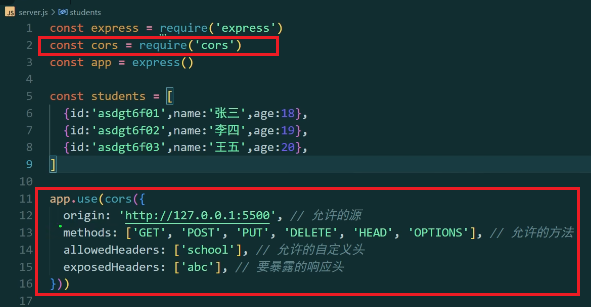 JS server.js > students
1 const express = require('express')
2 const cors = require('cors')
3 const app = express()
4
5 const students = [
6 {id:'asdgt6f01',name:'张三',age:18},
7 {id:'asdgt6f02',name:'李四',age:19},
8 {id:'asdgt6f03',name:'王五',age:20},
9 ]
10
11 app.use(cors({
12 origin: 'http://127.0.0.1:5500', // 允许的源
13 methods: ['GET', 'POST', 'PUT', 'DELETE', 'HEAD', 'OPTIONS'], // 允许的方法
14 allowedHeaders: ['school'], // 允许的自定义头
15 exposedHeaders: ['abc'], // 要暴露的响应头
16 }))
17